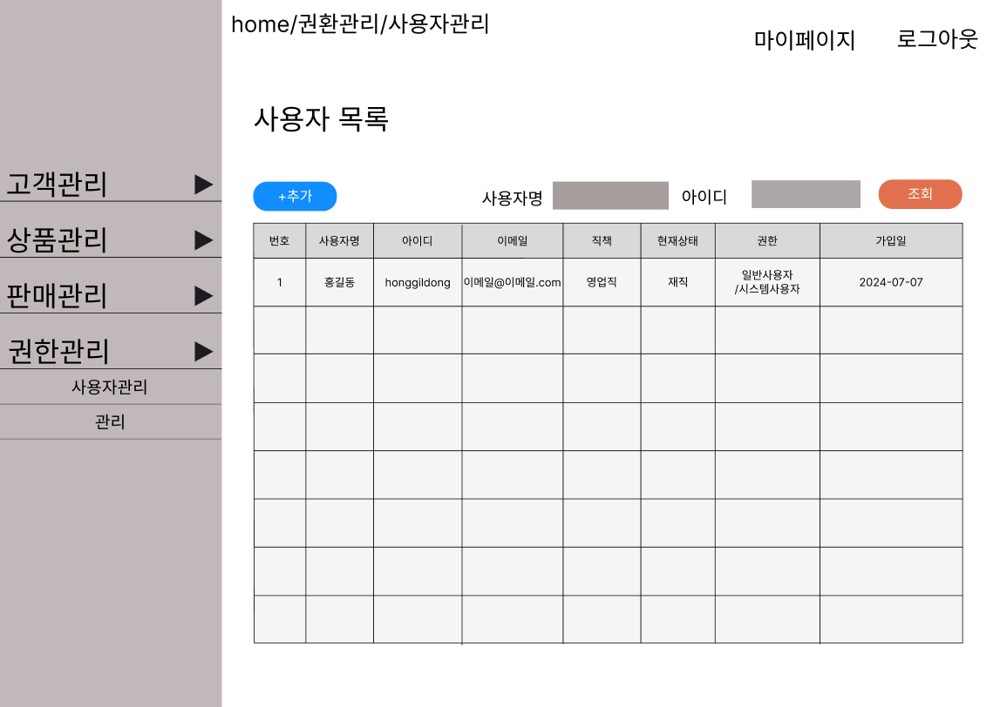 home/권환관리/사용자관리
마이페이지 로그아웃
사용자 목록
고객관리
상품관리
판매관리
권한관리
사용자관리
관리
+추가 사용자명 아이디 조회
번호 사용자명 아이디 이메일 직책 현재상태 권한 가입일
1 홍길동 honggildong 이메일@이메일.com 영업직 재직 일반사용자 2024-07-07
/시스템사용자